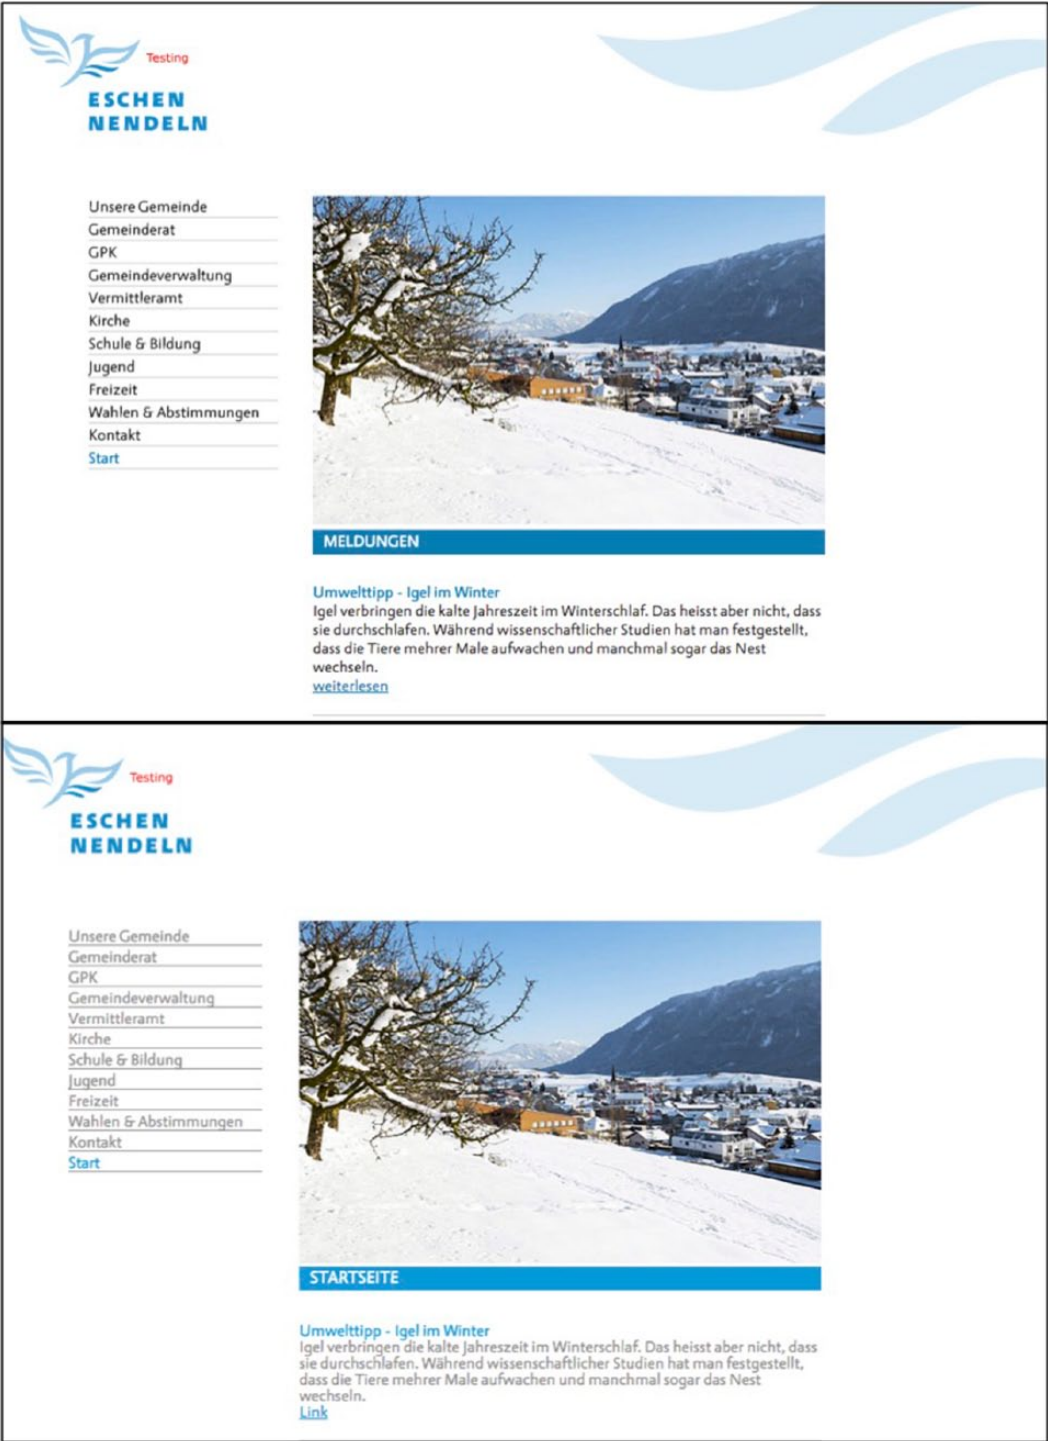 Testing
ESCHEN
NENDELN
Unsere Gemeinde
Gemeinderat
GPK
Gemeindeverwaltung
Vermittleramt
Kirche
Schule & Bildung
Jugend
Freizeit
Wahlen & Abstimmungen
Kontakt
Start
MELDUNGEN
Umwelttipp - Igel im Winter
Igel verbringen die kalte Jahreszeit im Winterschlaf. Das heisst aber nicht, dass
sie durchschlafen. Während wissenschaftlicher Studien hat man festgestellt,
dass die Tiere mehrer Male aufwachen und manchmal sogar das Nest
wechseln.
weiterlesen
Testing
ESCHEN
NENDELN
Unsere Gemeinde
Gemeinderat
GPK
Gemeindeverwaltung
Vermittleramt
Kirche
Schule & Bildung
Jugend
Freizeit
Wahlen & Abstimmungen
Kontakt
Start
STARTSEITE
Umwelttipp - Igel im Winter
Igel verbringen die kalte Jahreszeit im Winterschlaf. Das heisst aber nicht, dass
sie durchschlafen. Während wissenschaftlicher Studien hat man festgestellt,
dass die Tiere mehrer Male aufwachen und manchmal sogar das Nest
wechseln.
Link